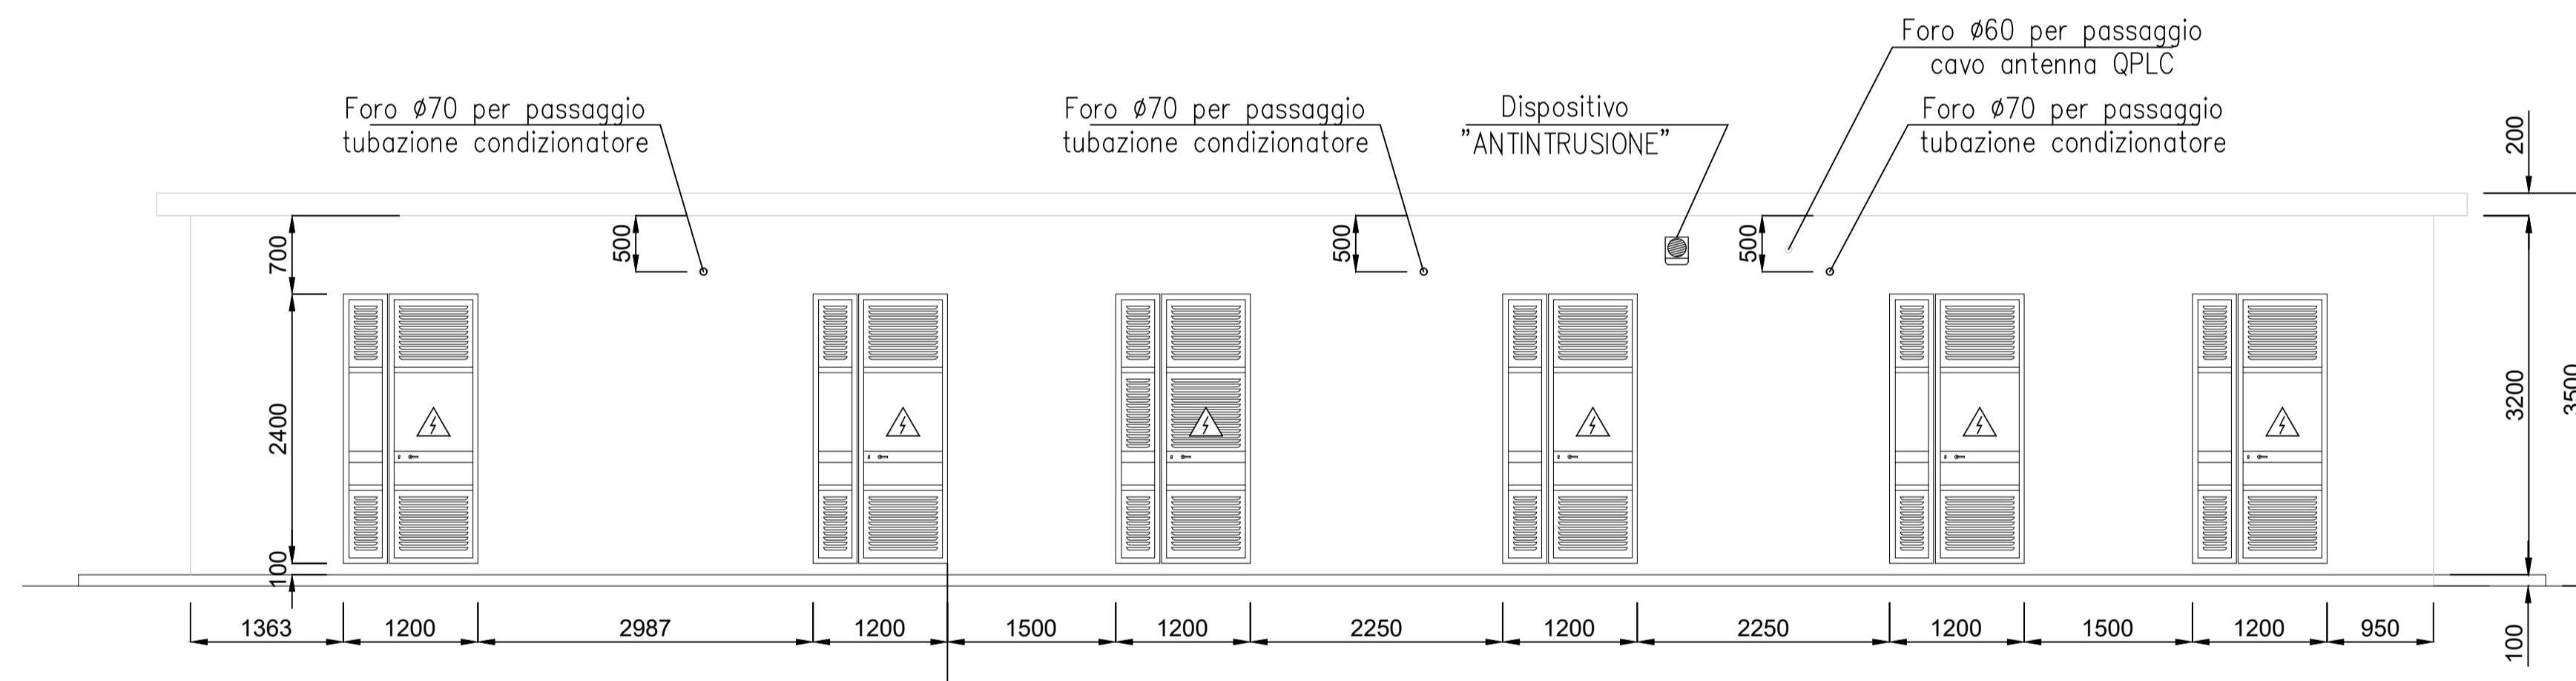 Foro Ø60 per passaggio
cavo antenna QPLC
Foro Ø70 per passaggio
tubazione condizionatore
Foro Ø70 per passaggio
tubazione condizionatore
Dispositivo
"ANTINTRUSIONE"
Foro Ø70 per passaggio
tubazione condizionatore
200
700
500
500
500
2400
3200
3500
100
1363
1200
2987
1200
1500
1200
2250
1200
2250
1200
1500
1200
950
100